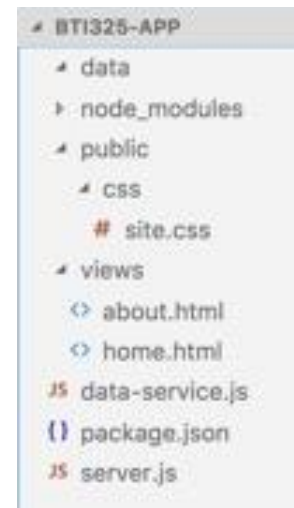 BTI325-APP
data
node_modules
public
css
# site.css
views
<> about.html
<> home.html
JS data-service.js
{} package.json
JS server.js